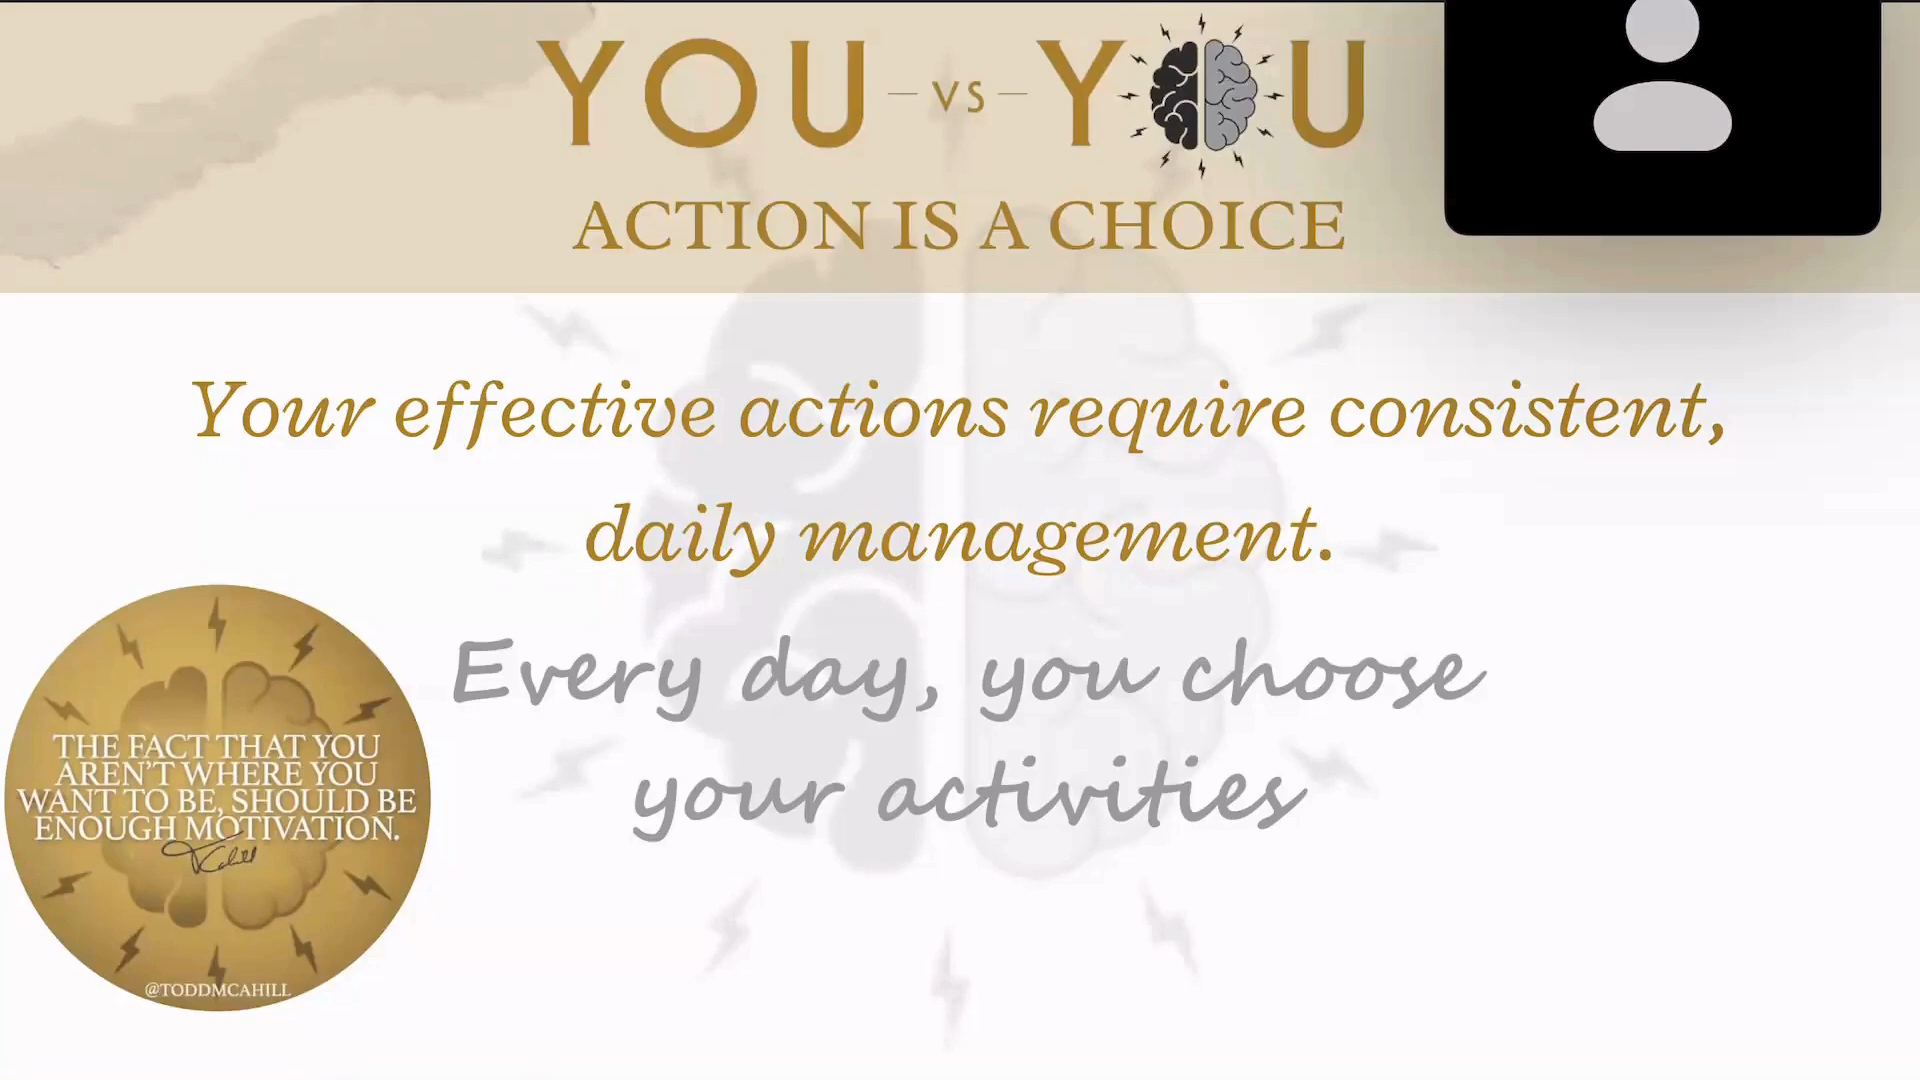 YOU VS YOU
ACTION IS A CHOICE
Your effective actions require consistent,
daily management.
Every day, you choose
your activities
THE FACT THAT YOU
AREN'T WHERE YOU
WANT TO BE, SHOULD BE
ENOUGH MOTIVATION.
TCahill
@TODDMCAHILL